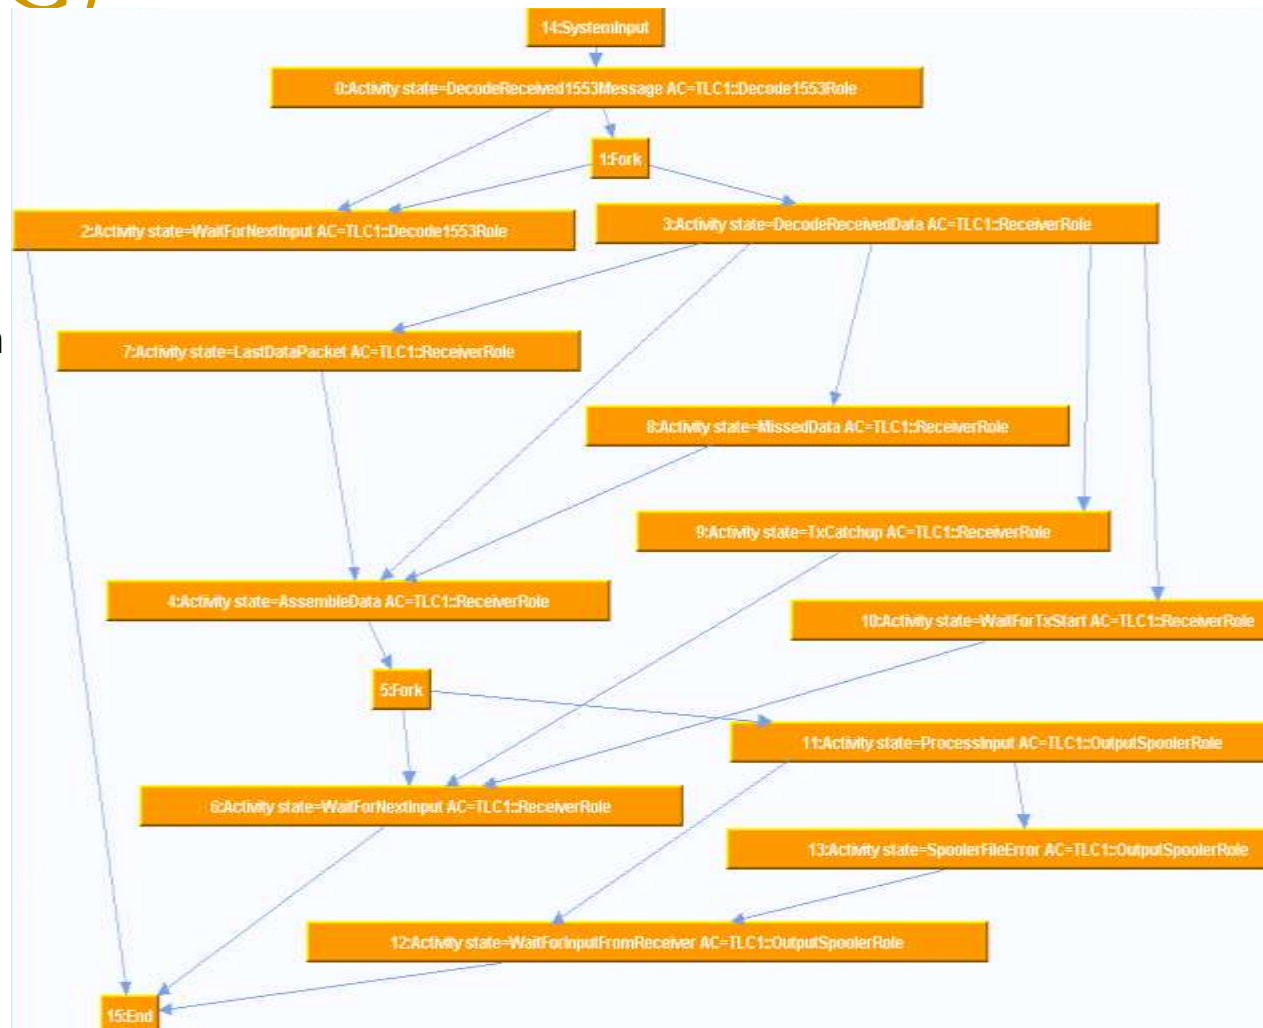 14:SystemInput
0:Activity state=DecodeReceived1553Message AC=TLC1::Decode1553Role
1:Fork
2:Activity state=WaitForNextInput AC=TLC1::Decode1553Role
3:Activity state=DecodeReceivedData AC=TLC1::ReceiverRole
7:Activity state=LastDataPacket AC=TLC1::ReceiverRole
8:Activity state=MissedData AC=TLC1::ReceiverRole
9:Activity state=TxCatchup AC=TLC1::ReceiverRole
4:Activity state=AssembleData AC=TLC1::ReceiverRole
10:Activity state=WaitForTxStart AC=TLC1::ReceiverRole
5:Fork
11:Activity state=ProcessInput AC=TLC1::OutputSpoolerRole
6:Activity state=WaitForNextInput AC=TLC1::ReceiverRole
13:Activity state=SpoolerFileError AC=TLC1::OutputSpoolerRole
12:Activity state=WaitForInputFromReceiver AC=TLC1::OutputSpoolerRole
15:End